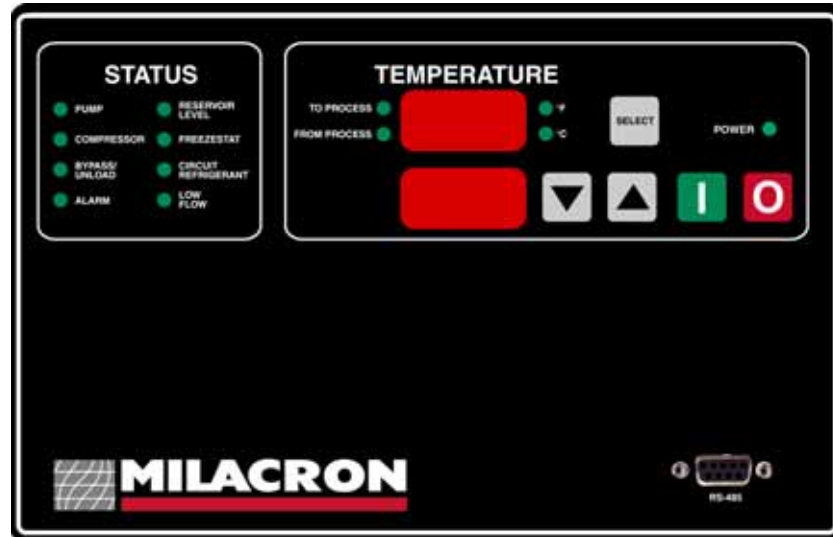 STATUS
PUMP
RESERVOIR
LEVEL
COMPRESSOR
FREEZESTAT
BYPASS/
UNLOAD
CIRCUIT
REFRIGERANT
ALARM
LOW
FLOW
TEMPERATURE
TO PROCESS
°F
FROM PROCESS
°C
SELECT
POWER
I
O
MILACRON
RS-485